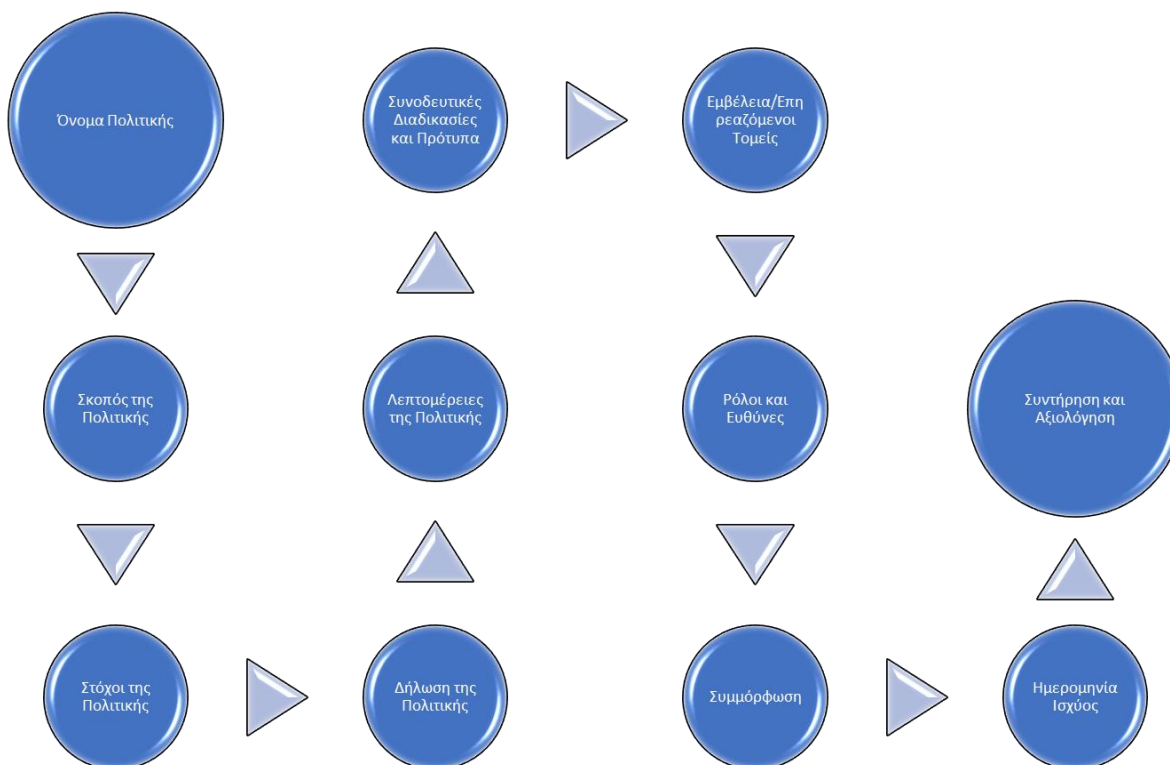 Όνομα Πολιτικής
Σκοπός της
Πολιτικής
Στόχοι της
Πολιτικής
Δήλωση της
Πολιτικής
Λεπτομέρειες
της Πολιτικής
Συνοδευτικές
Διαδικασίες
και Πρότυπα
Εμβέλεια/Επη
ρεαζόμενοι
Τομείς
Ρόλοι και
Ευθύνες
Συμμόρφωση
Ημερομηνία
Ισχύος
Συντήρηση και
Αξιολόγηση